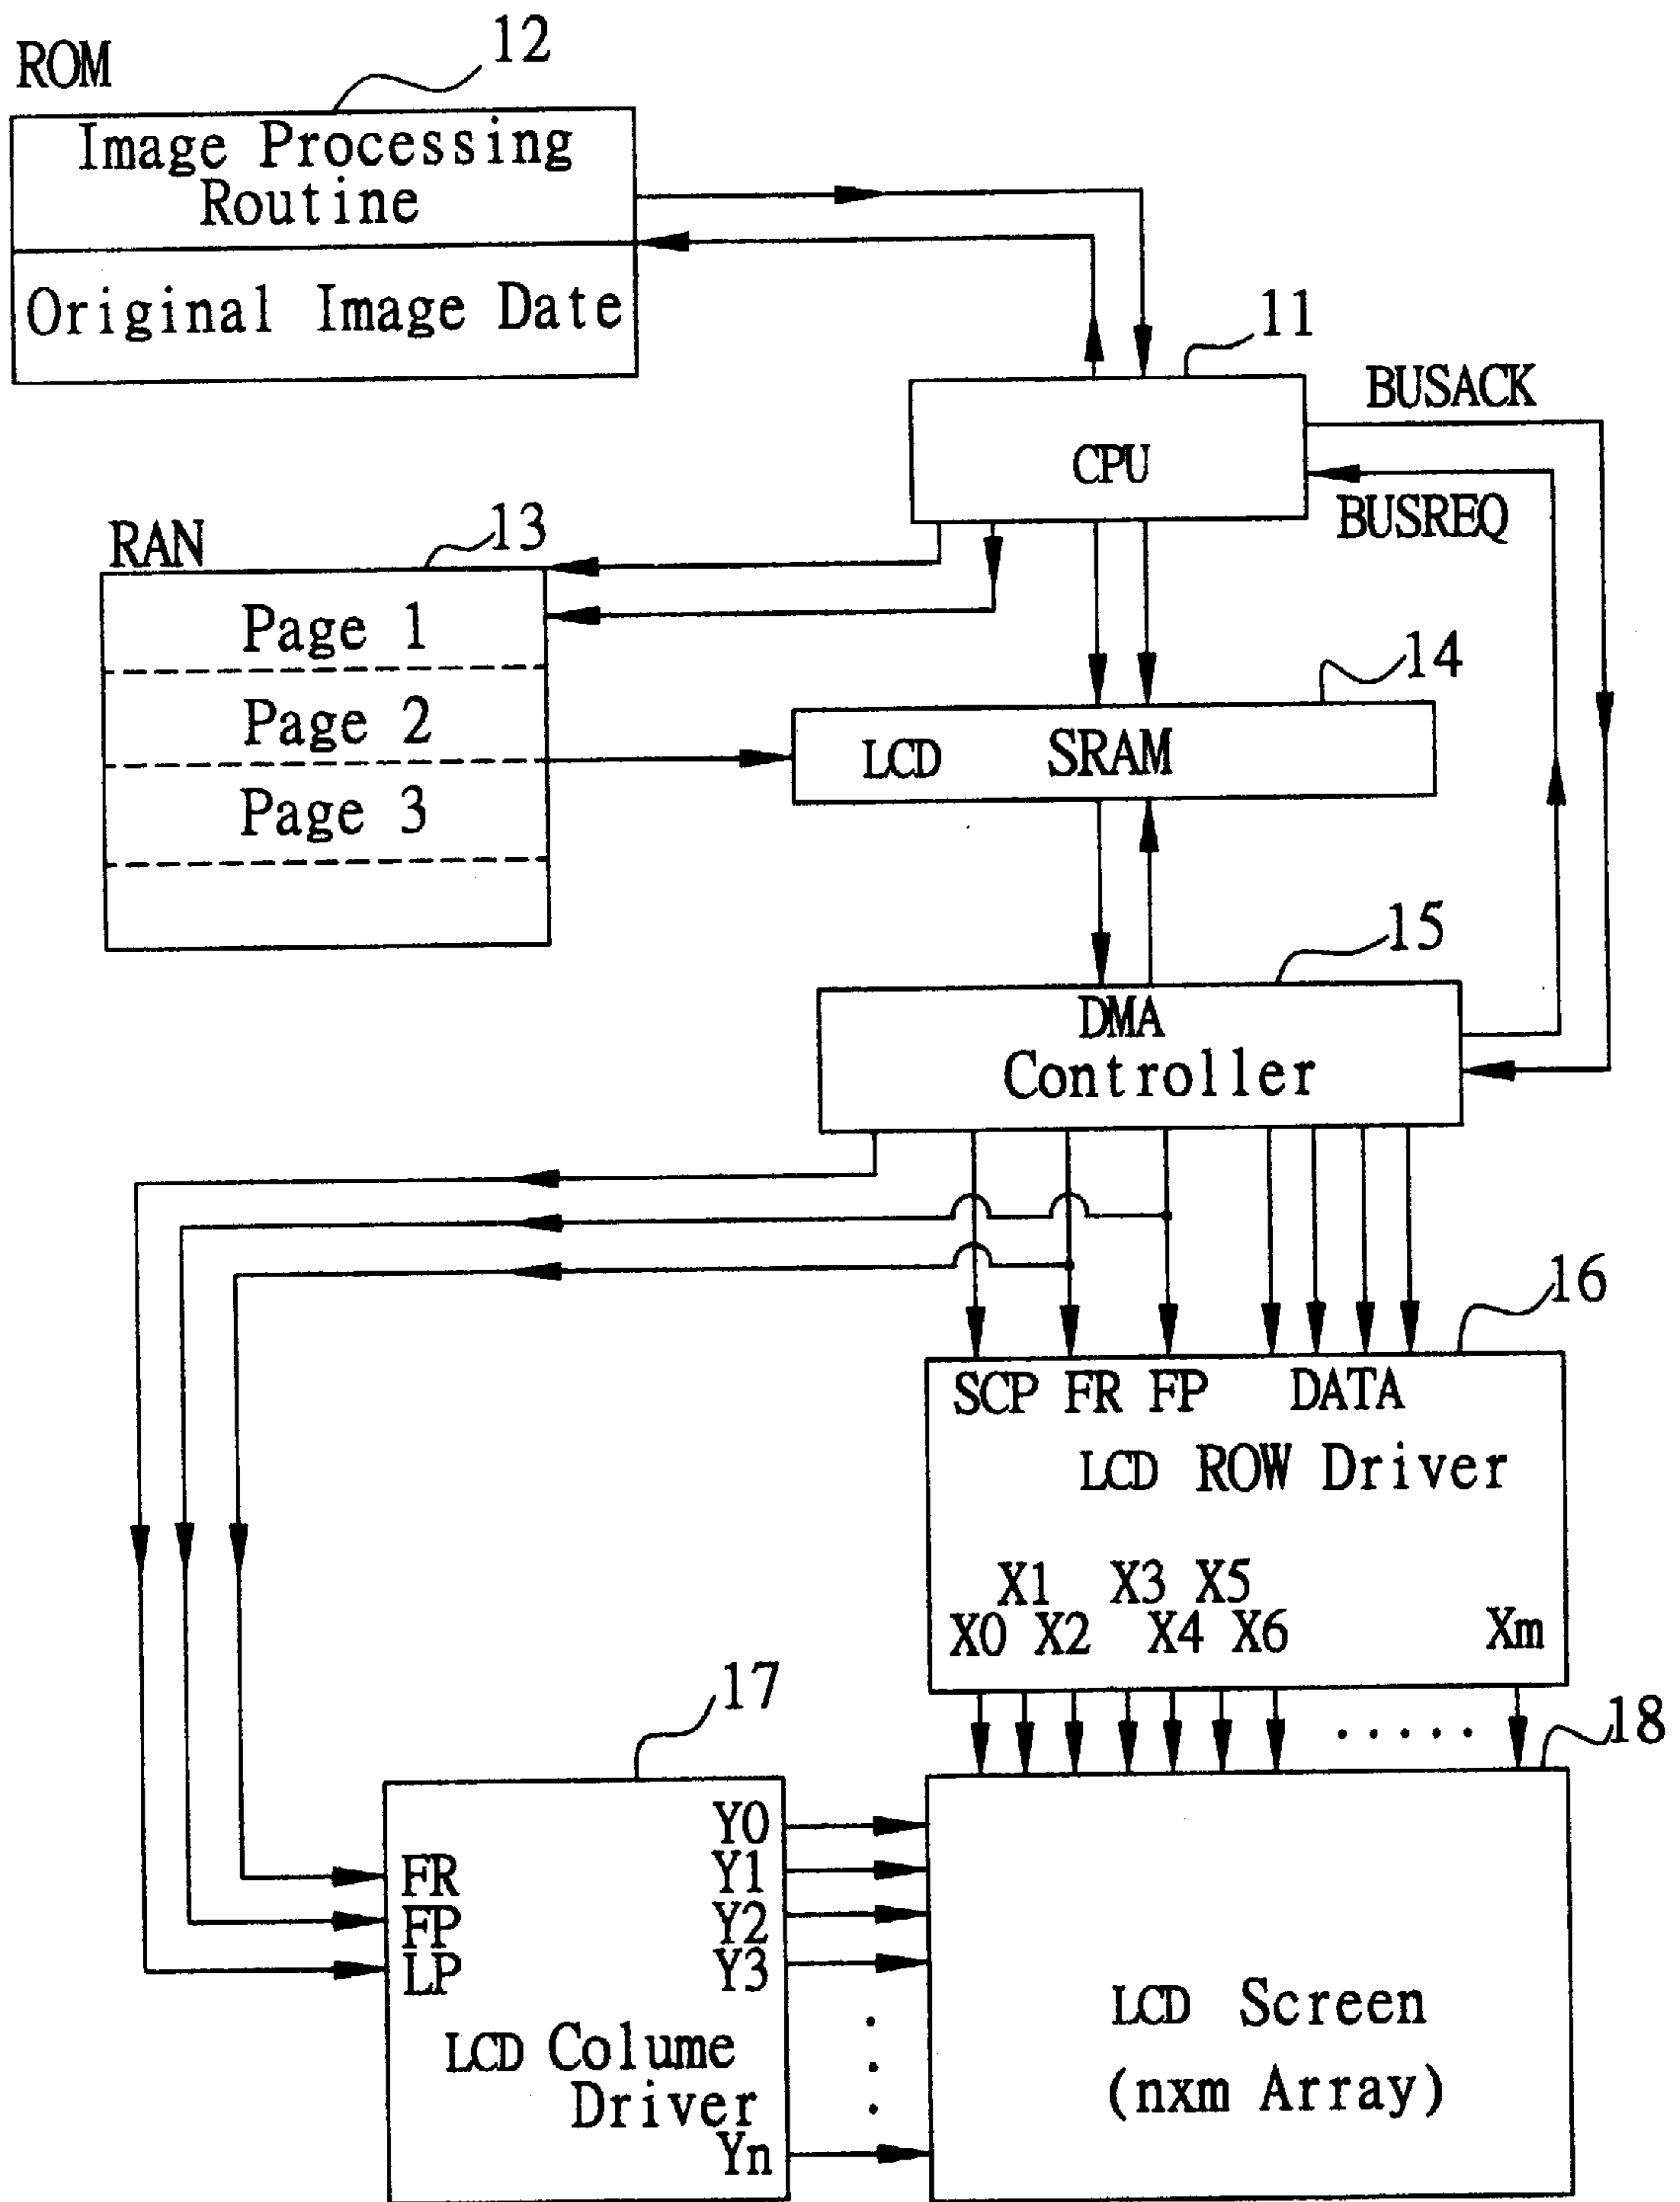 ROM
12
Image Processing
Routine
Original Image Date
11
BUSACK
CPU
BUSREQ
RAN
13
Page 1
Page 2
Page 3
14
LCD SRAM
15
DMA
Controller
16
SCP FR FP DATA
LCD ROW Driver
X1 X3 X5
X0 X2 X4 X6 Xm
17
18
Y0
Y1
Y2
Y3
FR
FP
LP
LCD Colume
Driver
Yn
LCD Screen
(nxm Array)